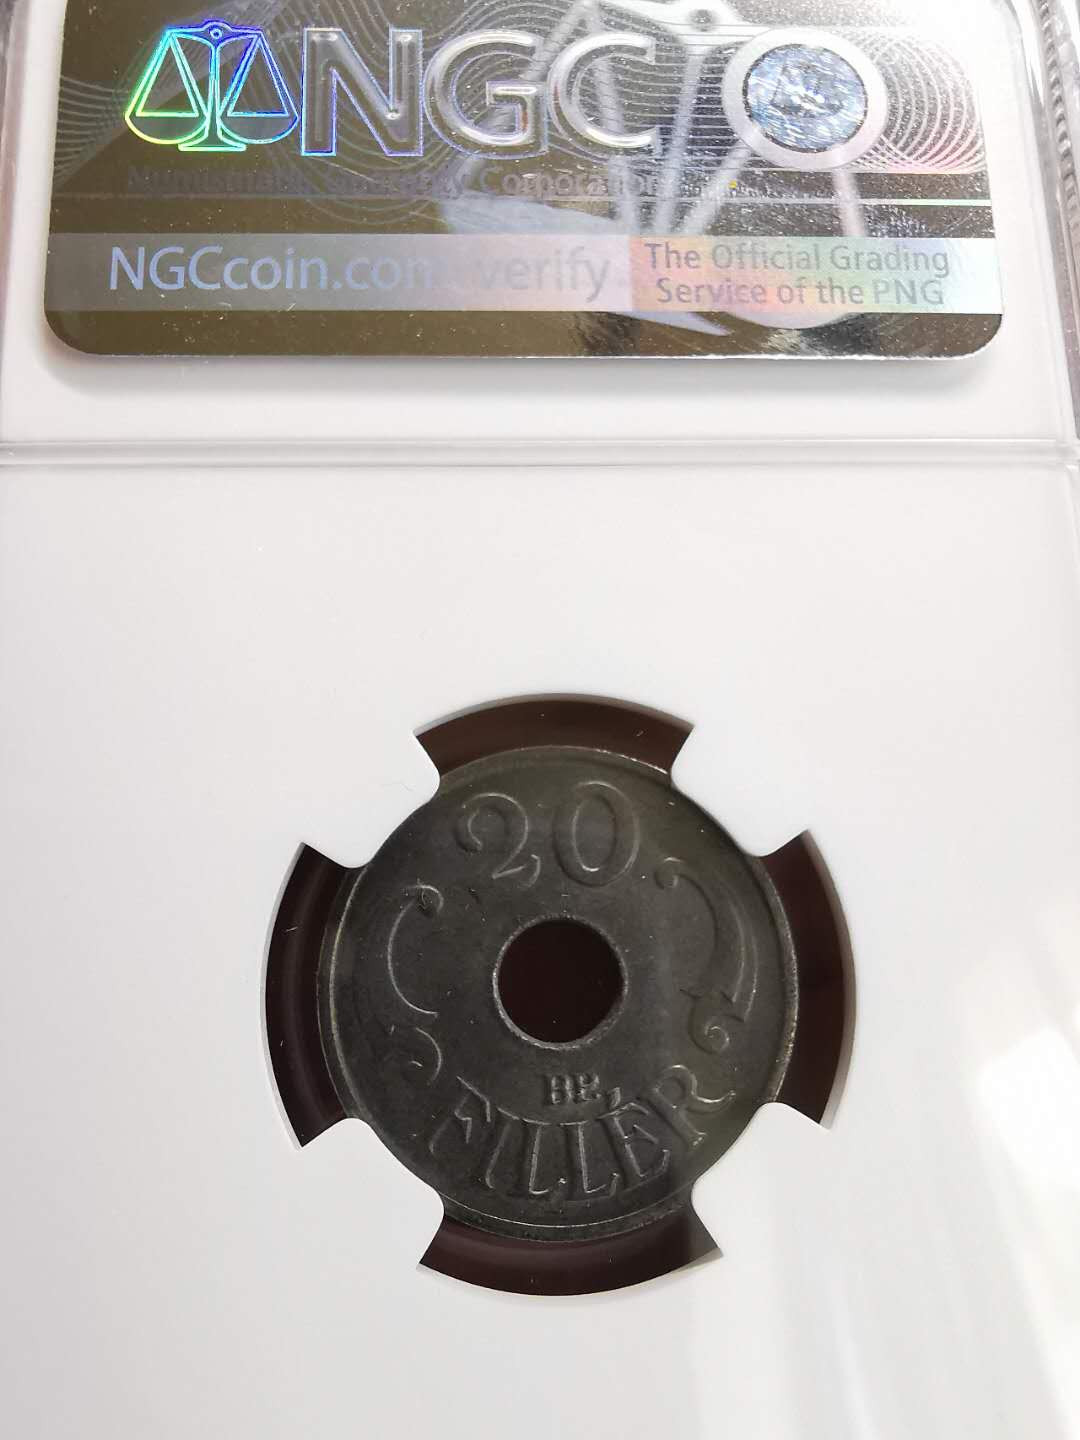 NGC
Numismatic Guaranty Corporation
NGCcoin.com/verify
The Official Grading
Service of the PNG
20
BP.
FILLÉR